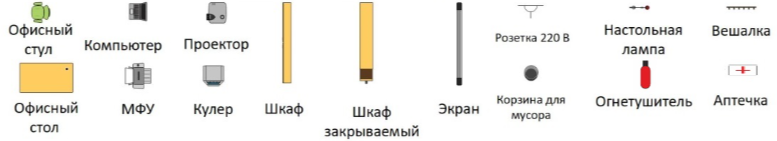 Офисный
стул
Компьютер
Проектор
Розетка 220 В
Настольная
лампа
Вешалка
Офисный
стол
МФУ
Кулер
Шкаф
Шкаф
закрываемый
Экран
Корзина для
мусора
Огнетушитель
Аптечка